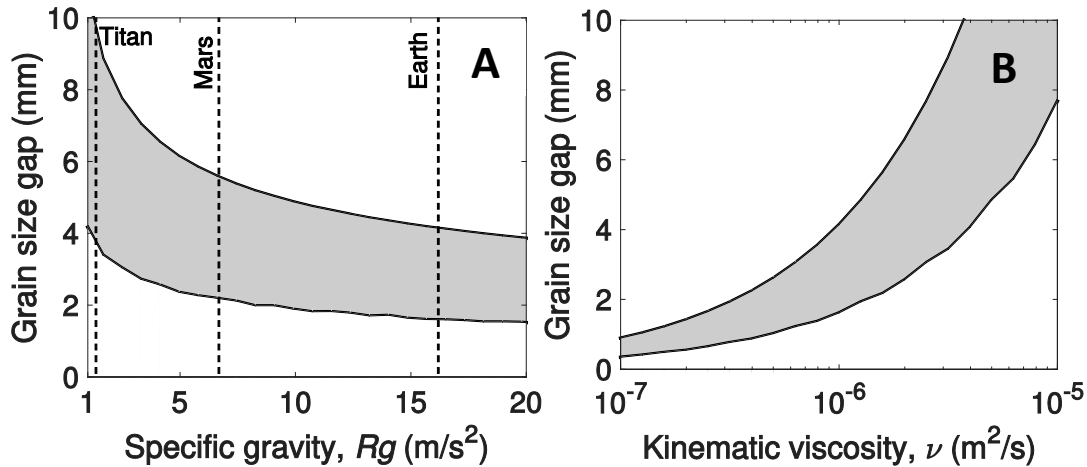 10
8
6
4
2
0
Grain size gap (mm)
Titan
Mars
Earth
A
1
5
10
15
20
Specific gravity, Rg (m/s²)
10
8
6
4
2
0
Grain size gap (mm)
B
10⁻⁷
10⁻⁶
10⁻⁵
Kinematic viscosity, ν (m²/s)